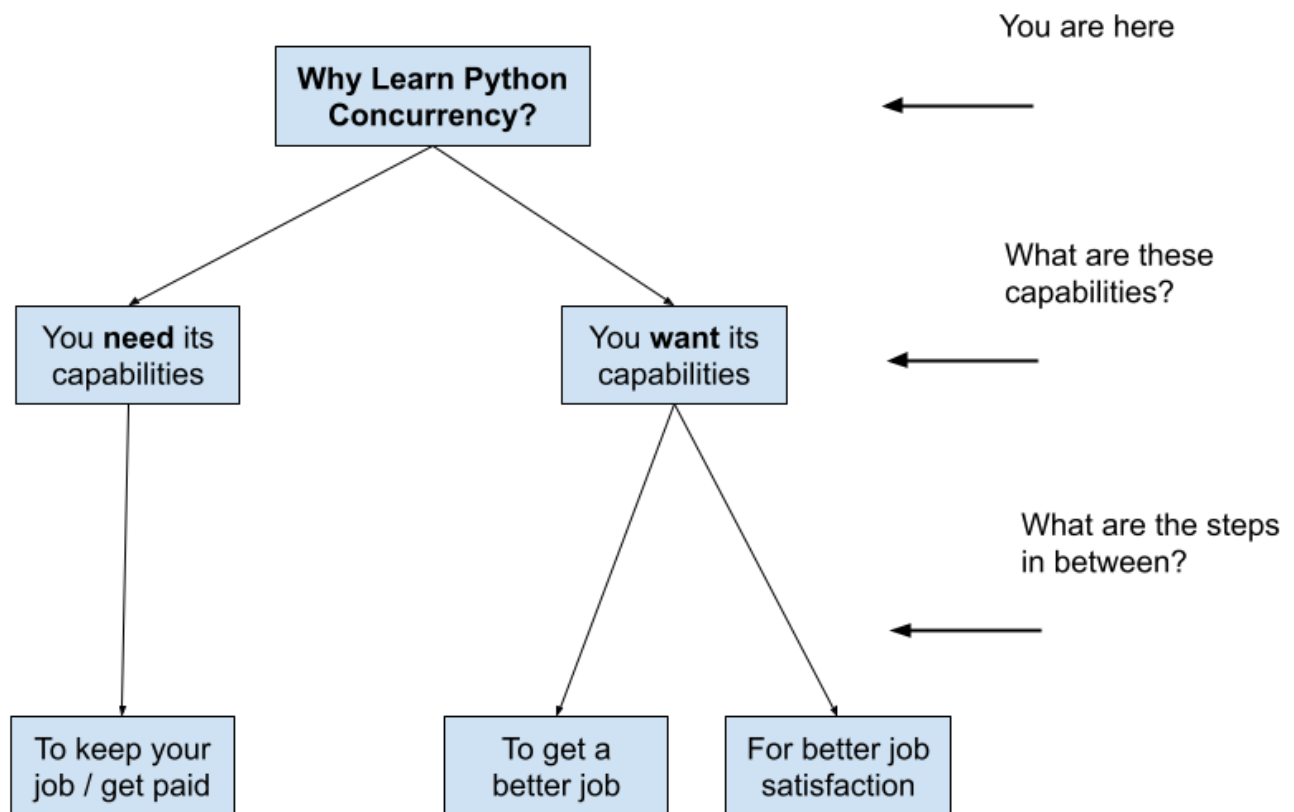 You are here
Why Learn Python
Concurrency?
What are these
capabilities?
You need its
capabilities
You want its
capabilities
What are the steps
in between?
To keep your
job / get paid
To get a
better job
For better job
satisfaction